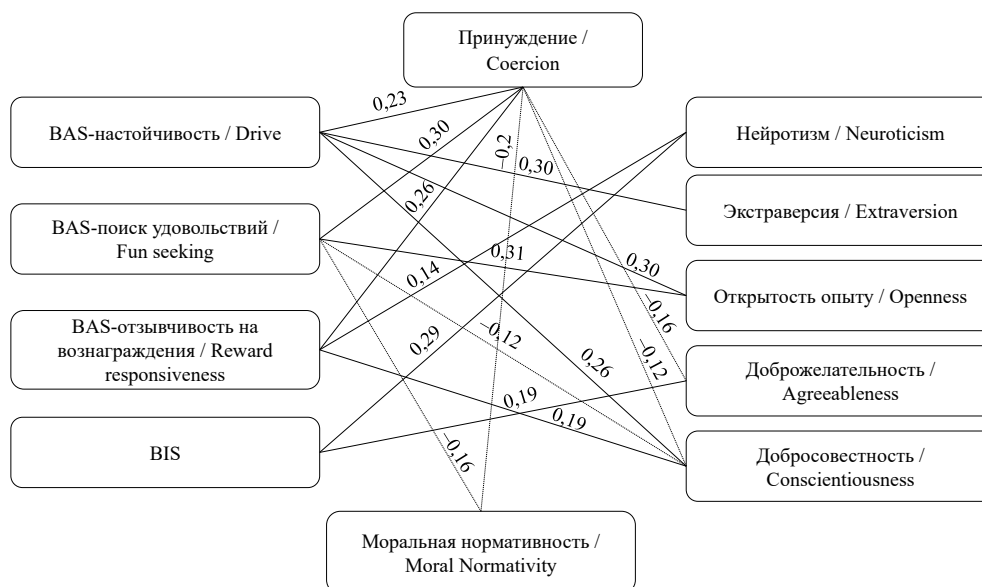 Принуждение /
Coercion
BAS-настойчивость / Drive
BAS-поиск удовольствий /
Fun seeking
BAS-отзывчивость на
вознаграждения / Reward
responsiveness
BIS
0,23
0,30
0,26
–0,2
0,30
0,31
0,14
0,30
–0,16
–0,12
0,29
–0,12
0,26
0,19
0,19
–0,16
Нейротизм / Neuroticism
Экстраверсия / Extraversion
Открытость опыту / Openness
Доброжелательность /
Agreeableness
Добросовестность /
Conscientiousness
Моральная нормативность /
Moral Normativity